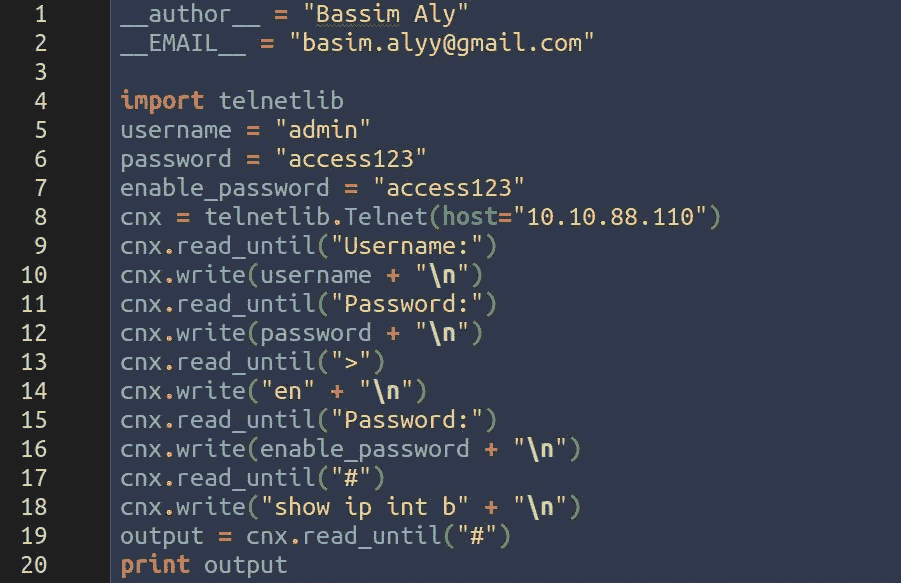 1 __author__ = "Bassim Aly"
2 __EMAIL__ = "basim.alyy@gmail.com"
3
4 import telnetlib
5 username = "admin"
6 password = "access123"
7 enable_password = "access123"
8 cnx = telnetlib.Telnet(host="10.10.88.110")
9 cnx.read_until("Username:")
10 cnx.write(username + "\n")
11 cnx.read_until("Password:")
12 cnx.write(password + "\n")
13 cnx.read_until(">")
14 cnx.write("en" + "\n")
15 cnx.read_until("Password:")
16 cnx.write(enable_password + "\n")
17 cnx.read_until("#")
18 cnx.write("show ip int b" + "\n")
19 output = cnx.read_until("#")
20 print output